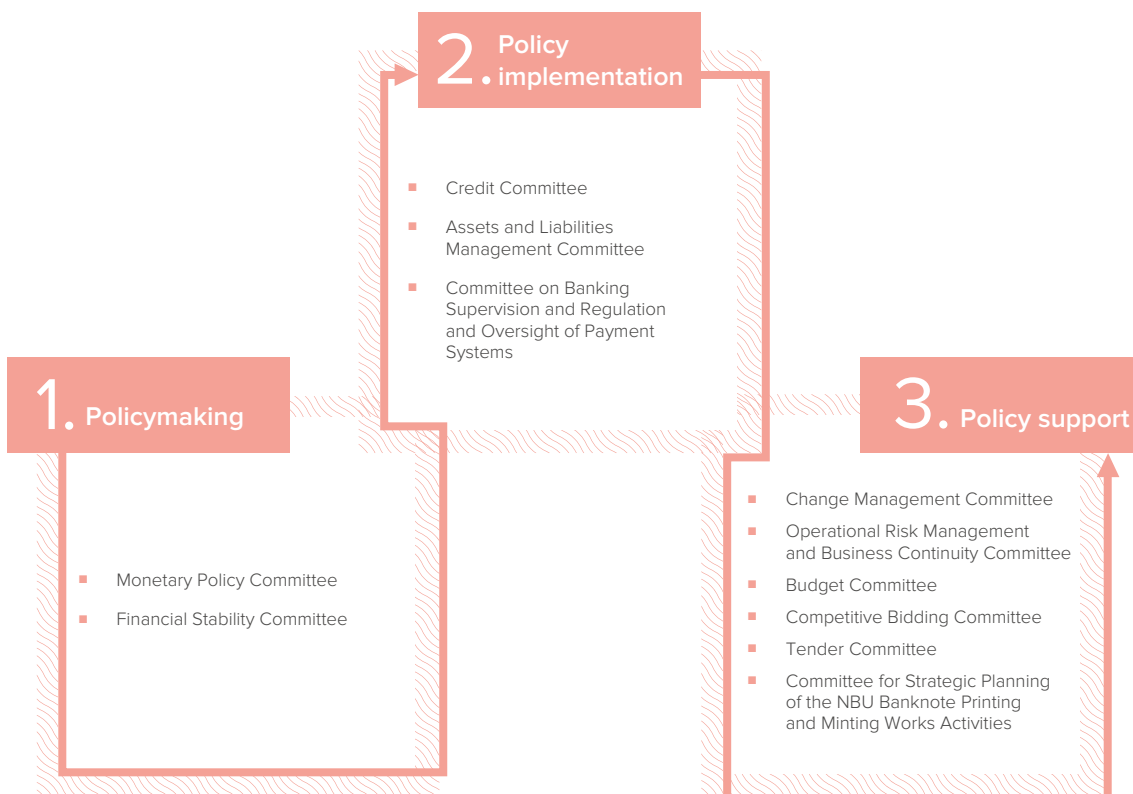 1. Policymaking
Monetary Policy Committee
Financial Stability Committee
2. Policy
implementation
Credit Committee
Assets and Liabilities
Management Committee
Committee on Banking
Supervision and Regulation
and Oversight of Payment
Systems
3. Policy support
Change Management Committee
Operational Risk Management
and Business Continuity Committee
Budget Committee
Competitive Bidding Committee
Tender Committee
Committee for Strategic Planning
of the NBU Banknote Printing
and Minting Works Activities